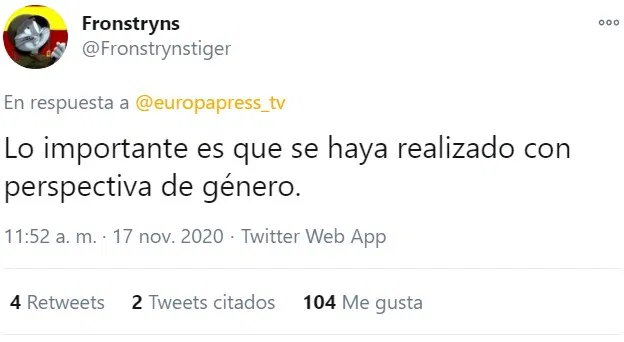 Fronstryns
@Fronstrynstiger
En respuesta a @europapress_tv
Lo importante es que se haya realizado con
perspectiva de género.
11:52 a. m. · 17 nov. 2020 · Twitter Web App
4 Retweets 2 Tweets citados 104 Me gusta